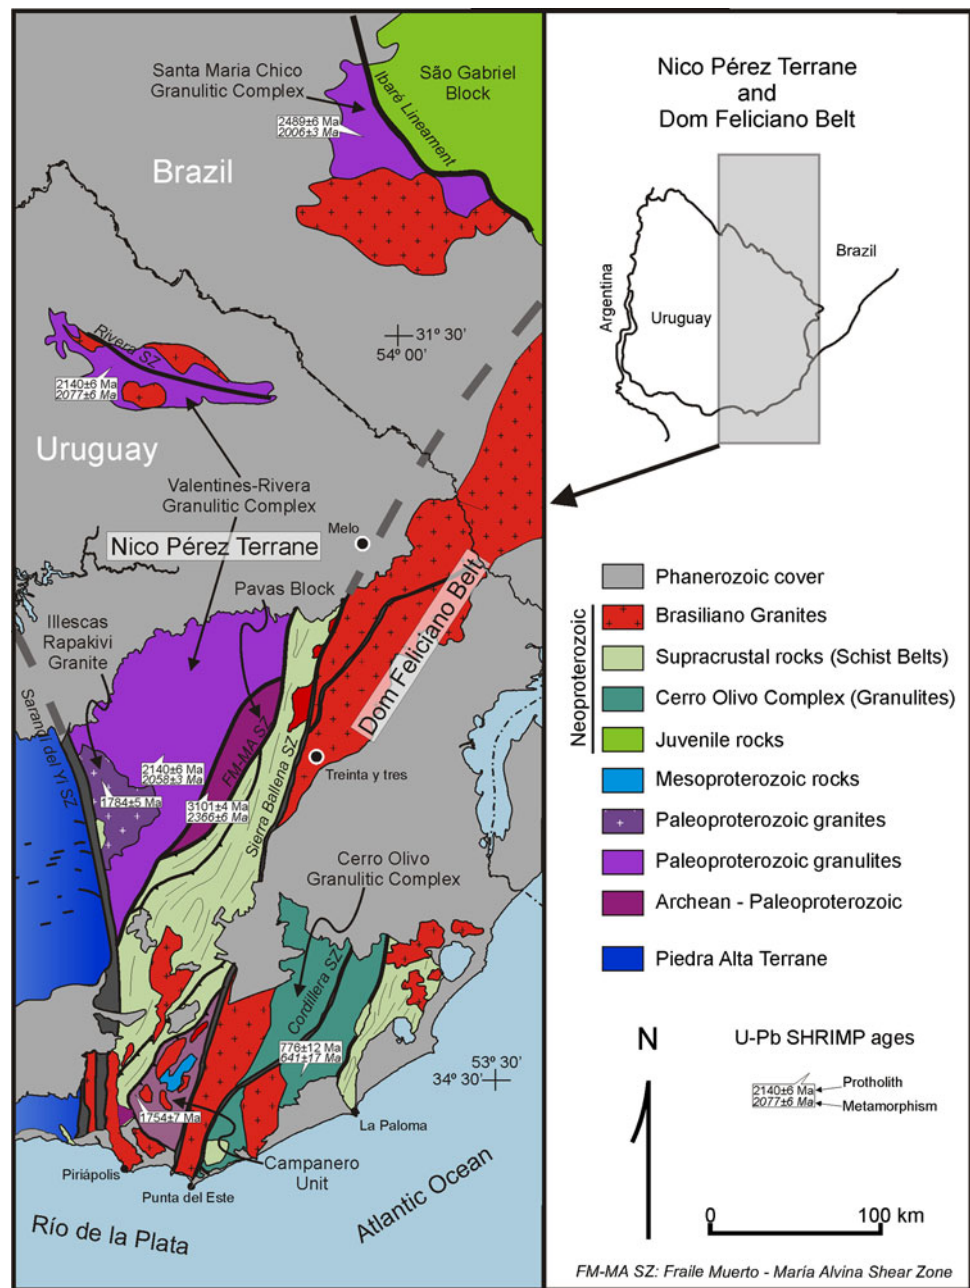 Santa Maria Chico
Granulitic Complex
São Gabriel
Block
Ibaré Lineament
2489±6 Ma
2006±3 Ma
Brazil
31º 30'
54º 00'
Rivera SZ
2140±6 Ma
2077±6 Ma
Uruguay
Valentines-Rivera
Granulitic Complex
Melo
Nico Pérez Terrane
Pavas Block
Illescas
Rapakivi
Granite
Dom Feliciano Belt
Sarandí del Yí SZ
FM-MA SZ
2140±6 Ma
2058±3 Ma
1784±5 Ma
3101±4 Ma
2366±6 Ma
Sierra Ballena SZ
Treinta y tres
Cerro Olivo
Granulitic Complex
Cordillera SZ
776±12 Ma
641±17 Ma
53º 30'
34º 30'
1754±7 Ma
La Paloma
Campanero
Unit
Piriápolis
Punta del Este
Río de la Plata
Atlantic Ocean
Nico Pérez Terrane
and
Dom Feliciano Belt
Argentina
Uruguay
Brazil
Phanerozoic cover
Neoproterozoic
Brasiliano Granites
Supracrustal rocks (Schist Belts)
Cerro Olivo Complex (Granulites)
Juvenile rocks
Mesoproterozoic rocks
Paleoproterozoic granites
Paleoproterozoic granulites
Archean - Paleoproterozoic
Piedra Alta Terrane
N
U-Pb SHRIMP ages
2140±6 Ma
2077±6 Ma
Protholith
Metamorphism
0
100 km
FM-MA SZ: Fraile Muerto - María Alvina Shear Zone